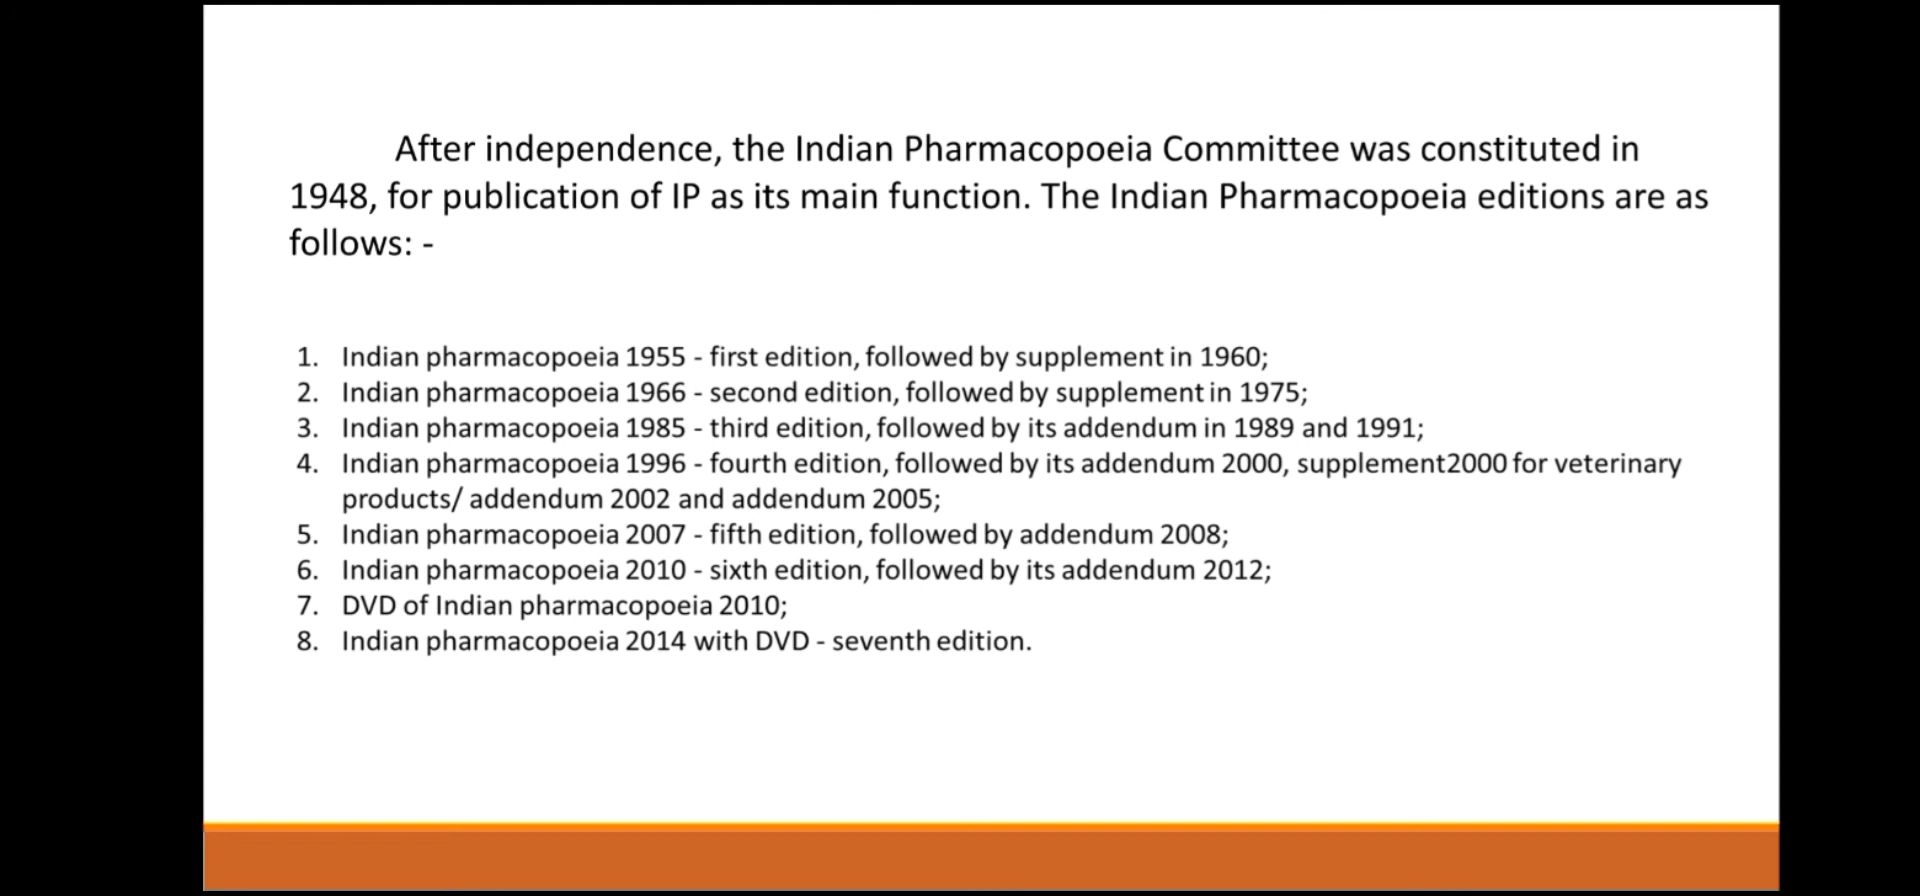 After independence, the Indian Pharmacopoeia Committee was constituted in
1948, for publication of IP as its main function. The Indian Pharmacopoeia editions are as
follows: -
1. Indian pharmacopoeia 1955 - first edition, followed by supplement in 1960;
2. Indian pharmacopoeia 1966 - second edition, followed by supplement in 1975;
3. Indian pharmacopoeia 1985 - third edition, followed by its addendum in 1989 and 1991;
4. Indian pharmacopoeia 1996 - fourth edition, followed by its addendum 2000, supplement2000 for veterinary
products/ addendum 2002 and addendum 2005;
5. Indian pharmacopoeia 2007 - fifth edition, followed by addendum 2008;
6. Indian pharmacopoeia 2010 - sixth edition, followed by its addendum 2012;
7. DVD of Indian pharmacopoeia 2010;
8. Indian pharmacopoeia 2014 with DVD - seventh edition.